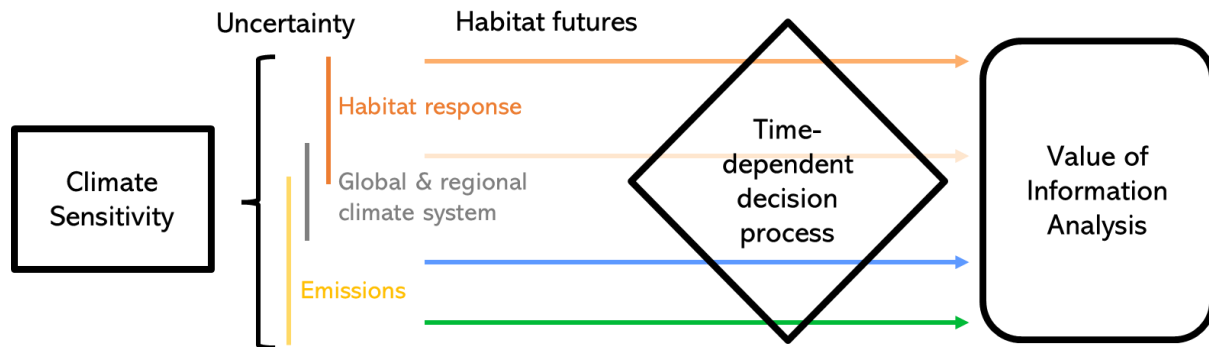 Uncertainty
Habitat futures
Climate
Sensitivity
Habitat response
Global & regional
climate system
Emissions
Time-
dependent
decision
process
Value of
Information
Analysis